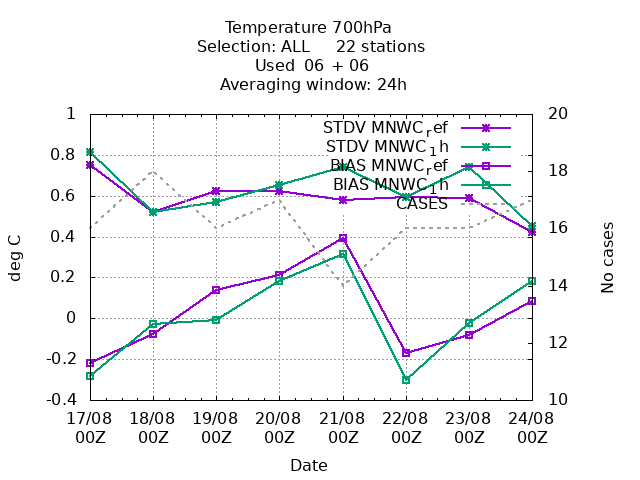 Temperature 700hPa
Selection: ALL     22 stations
Used  06 + 06
Averaging window: 24h
STDV MNWC_ref
STDV MNWC_1h
BIAS MNWC_ref
BIAS MNWC_1h
CASES
1
0.8
0.6
0.4
0.2
0
-0.2
-0.4
deg C
20
18
16
14
12
10
No cases
17/08 18/08 19/08 20/08 21/08 22/08 23/08 24/08
00Z 00Z 00Z 00Z 00Z 00Z 00Z 00Z
Date